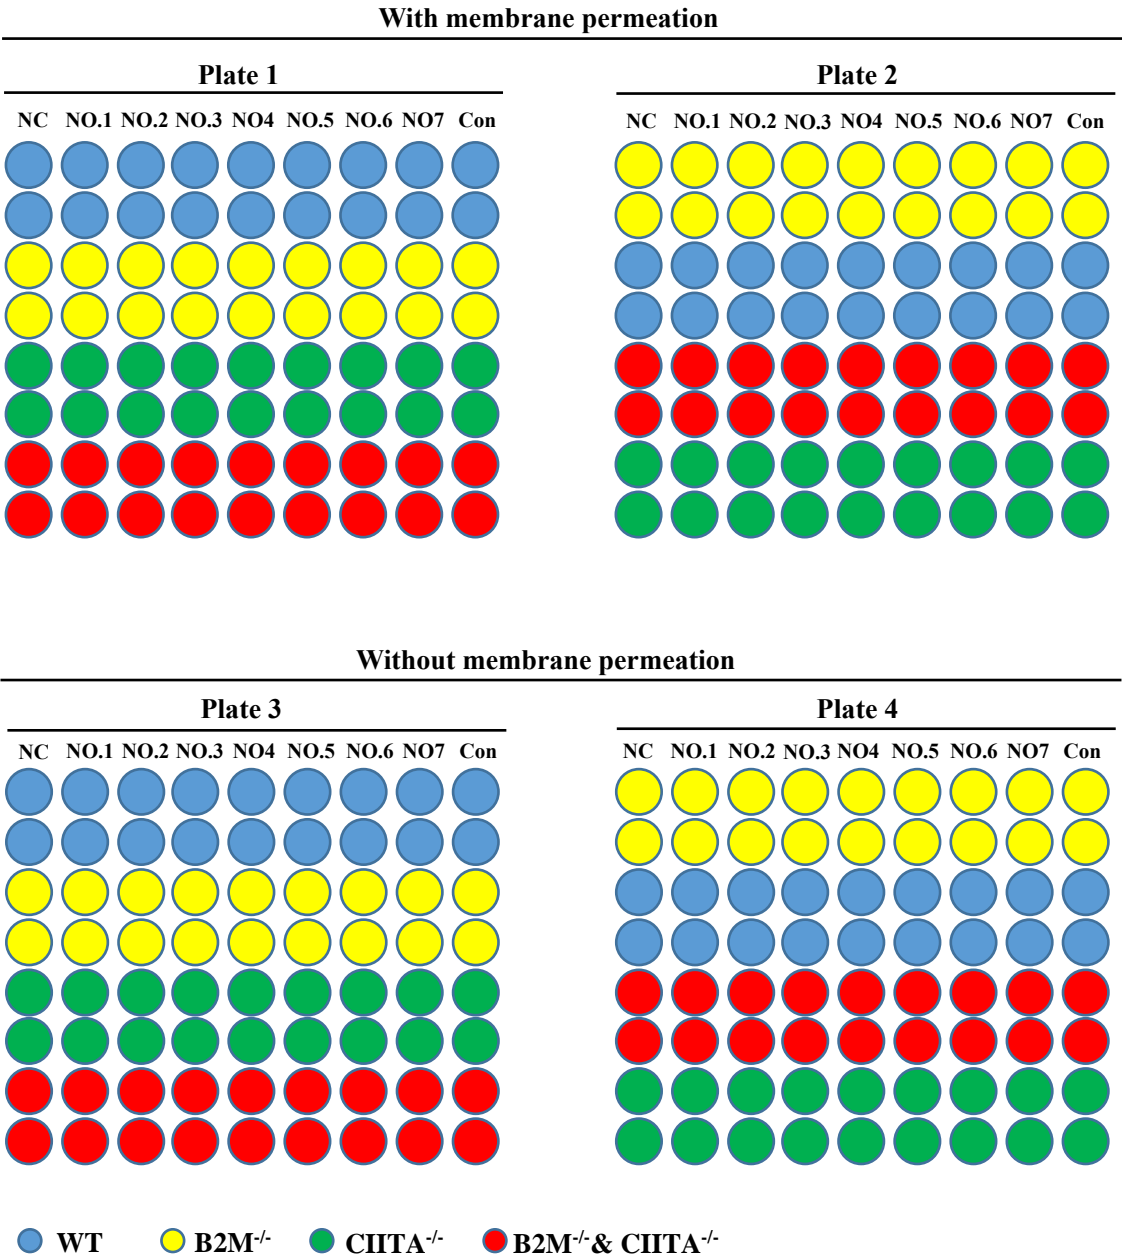 With membrane permeation
Plate 1
Plate 2
NC NO.1 NO.2 NO.3 NO4 NO.5 NO.6 NO7 Con
NC NO.1 NO.2 NO.3 NO4 NO.5 NO.6 NO7 Con
Without membrane permeation
Plate 3
Plate 4
NC NO.1 NO.2 NO.3 NO4 NO.5 NO.6 NO7 Con
NC NO.1 NO.2 NO.3 NO4 NO.5 NO.6 NO7 Con
WT B2M-/- CIITA-/- B2M-/-& CIITA-/-